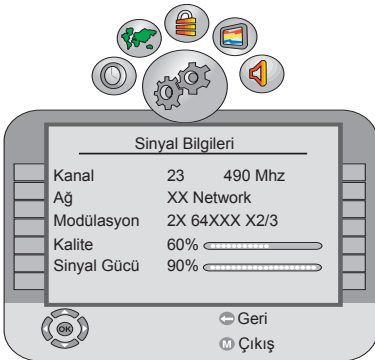 Sinyal Bilgileri
Kanal 23 490 Mhz
Ağ XX Network
Modülasyon 2X 64XXX X2/3
Kalite 60%
Sinyal Gücü 90%
OK
Geri
M Çıkış